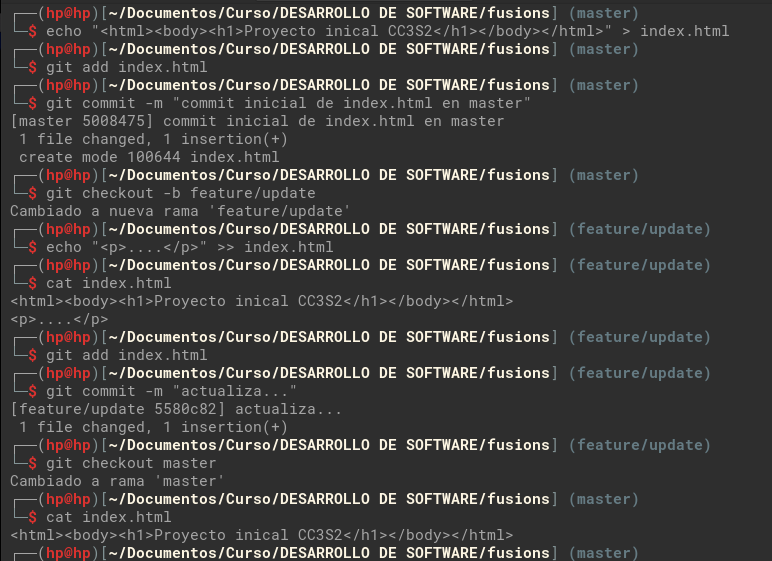 ┌──(hp@hp)[~/Documentos/Curso/DESARROLLO DE SOFTWARE/fusions] (master)
└─$ echo "<html><body><h1>Proyecto inical CC3S2</h1></body></html>" > index.html
┌──(hp@hp)[~/Documentos/Curso/DESARROLLO DE SOFTWARE/fusions] (master)
└─$ git add index.html
┌──(hp@hp)[~/Documentos/Curso/DESARROLLO DE SOFTWARE/fusions] (master)
└─$ git commit -m "commit inicial de index.html en master"
[master 5008475] commit inicial de index.html en master
 1 file changed, 1 insertion(+)
 create mode 100644 index.html
┌──(hp@hp)[~/Documentos/Curso/DESARROLLO DE SOFTWARE/fusions] (master)
└─$ git checkout -b feature/update
Cambiado a nueva rama 'feature/update'
┌──(hp@hp)[~/Documentos/Curso/DESARROLLO DE SOFTWARE/fusions] (feature/update)
└─$ echo "<p>....</p>" >> index.html
┌──(hp@hp)[~/Documentos/Curso/DESARROLLO DE SOFTWARE/fusions] (feature/update)
└─$ cat index.html
<html><body><h1>Proyecto inical CC3S2</h1></body></html>
<p>....</p>
┌──(hp@hp)[~/Documentos/Curso/DESARROLLO DE SOFTWARE/fusions] (feature/update)
└─$ git add index.html
┌──(hp@hp)[~/Documentos/Curso/DESARROLLO DE SOFTWARE/fusions] (feature/update)
└─$ git commit -m "actualiza..."
[feature/update 5580c82] actualiza...
 1 file changed, 1 insertion(+)
┌──(hp@hp)[~/Documentos/Curso/DESARROLLO DE SOFTWARE/fusions] (feature/update)
└─$ git checkout master
Cambiado a rama 'master'
┌──(hp@hp)[~/Documentos/Curso/DESARROLLO DE SOFTWARE/fusions] (master)
└─$ cat index.html
<html><body><h1>Proyecto inical CC3S2</h1></body></html>
┌──(hp@hp)[~/Documentos/Curso/DESARROLLO DE SOFTWARE/fusions] (master)